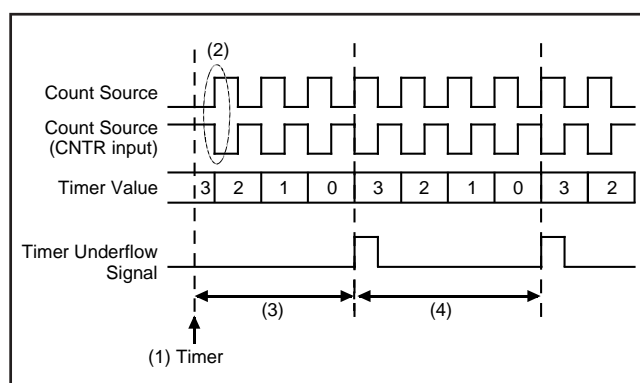 (2)
Count Source
Count Source
(CNTR input)
Timer Value 3 2 1 0 3 2 1 0 3 2
Timer Underflow
Signal
(3) (4)
(1) Timer